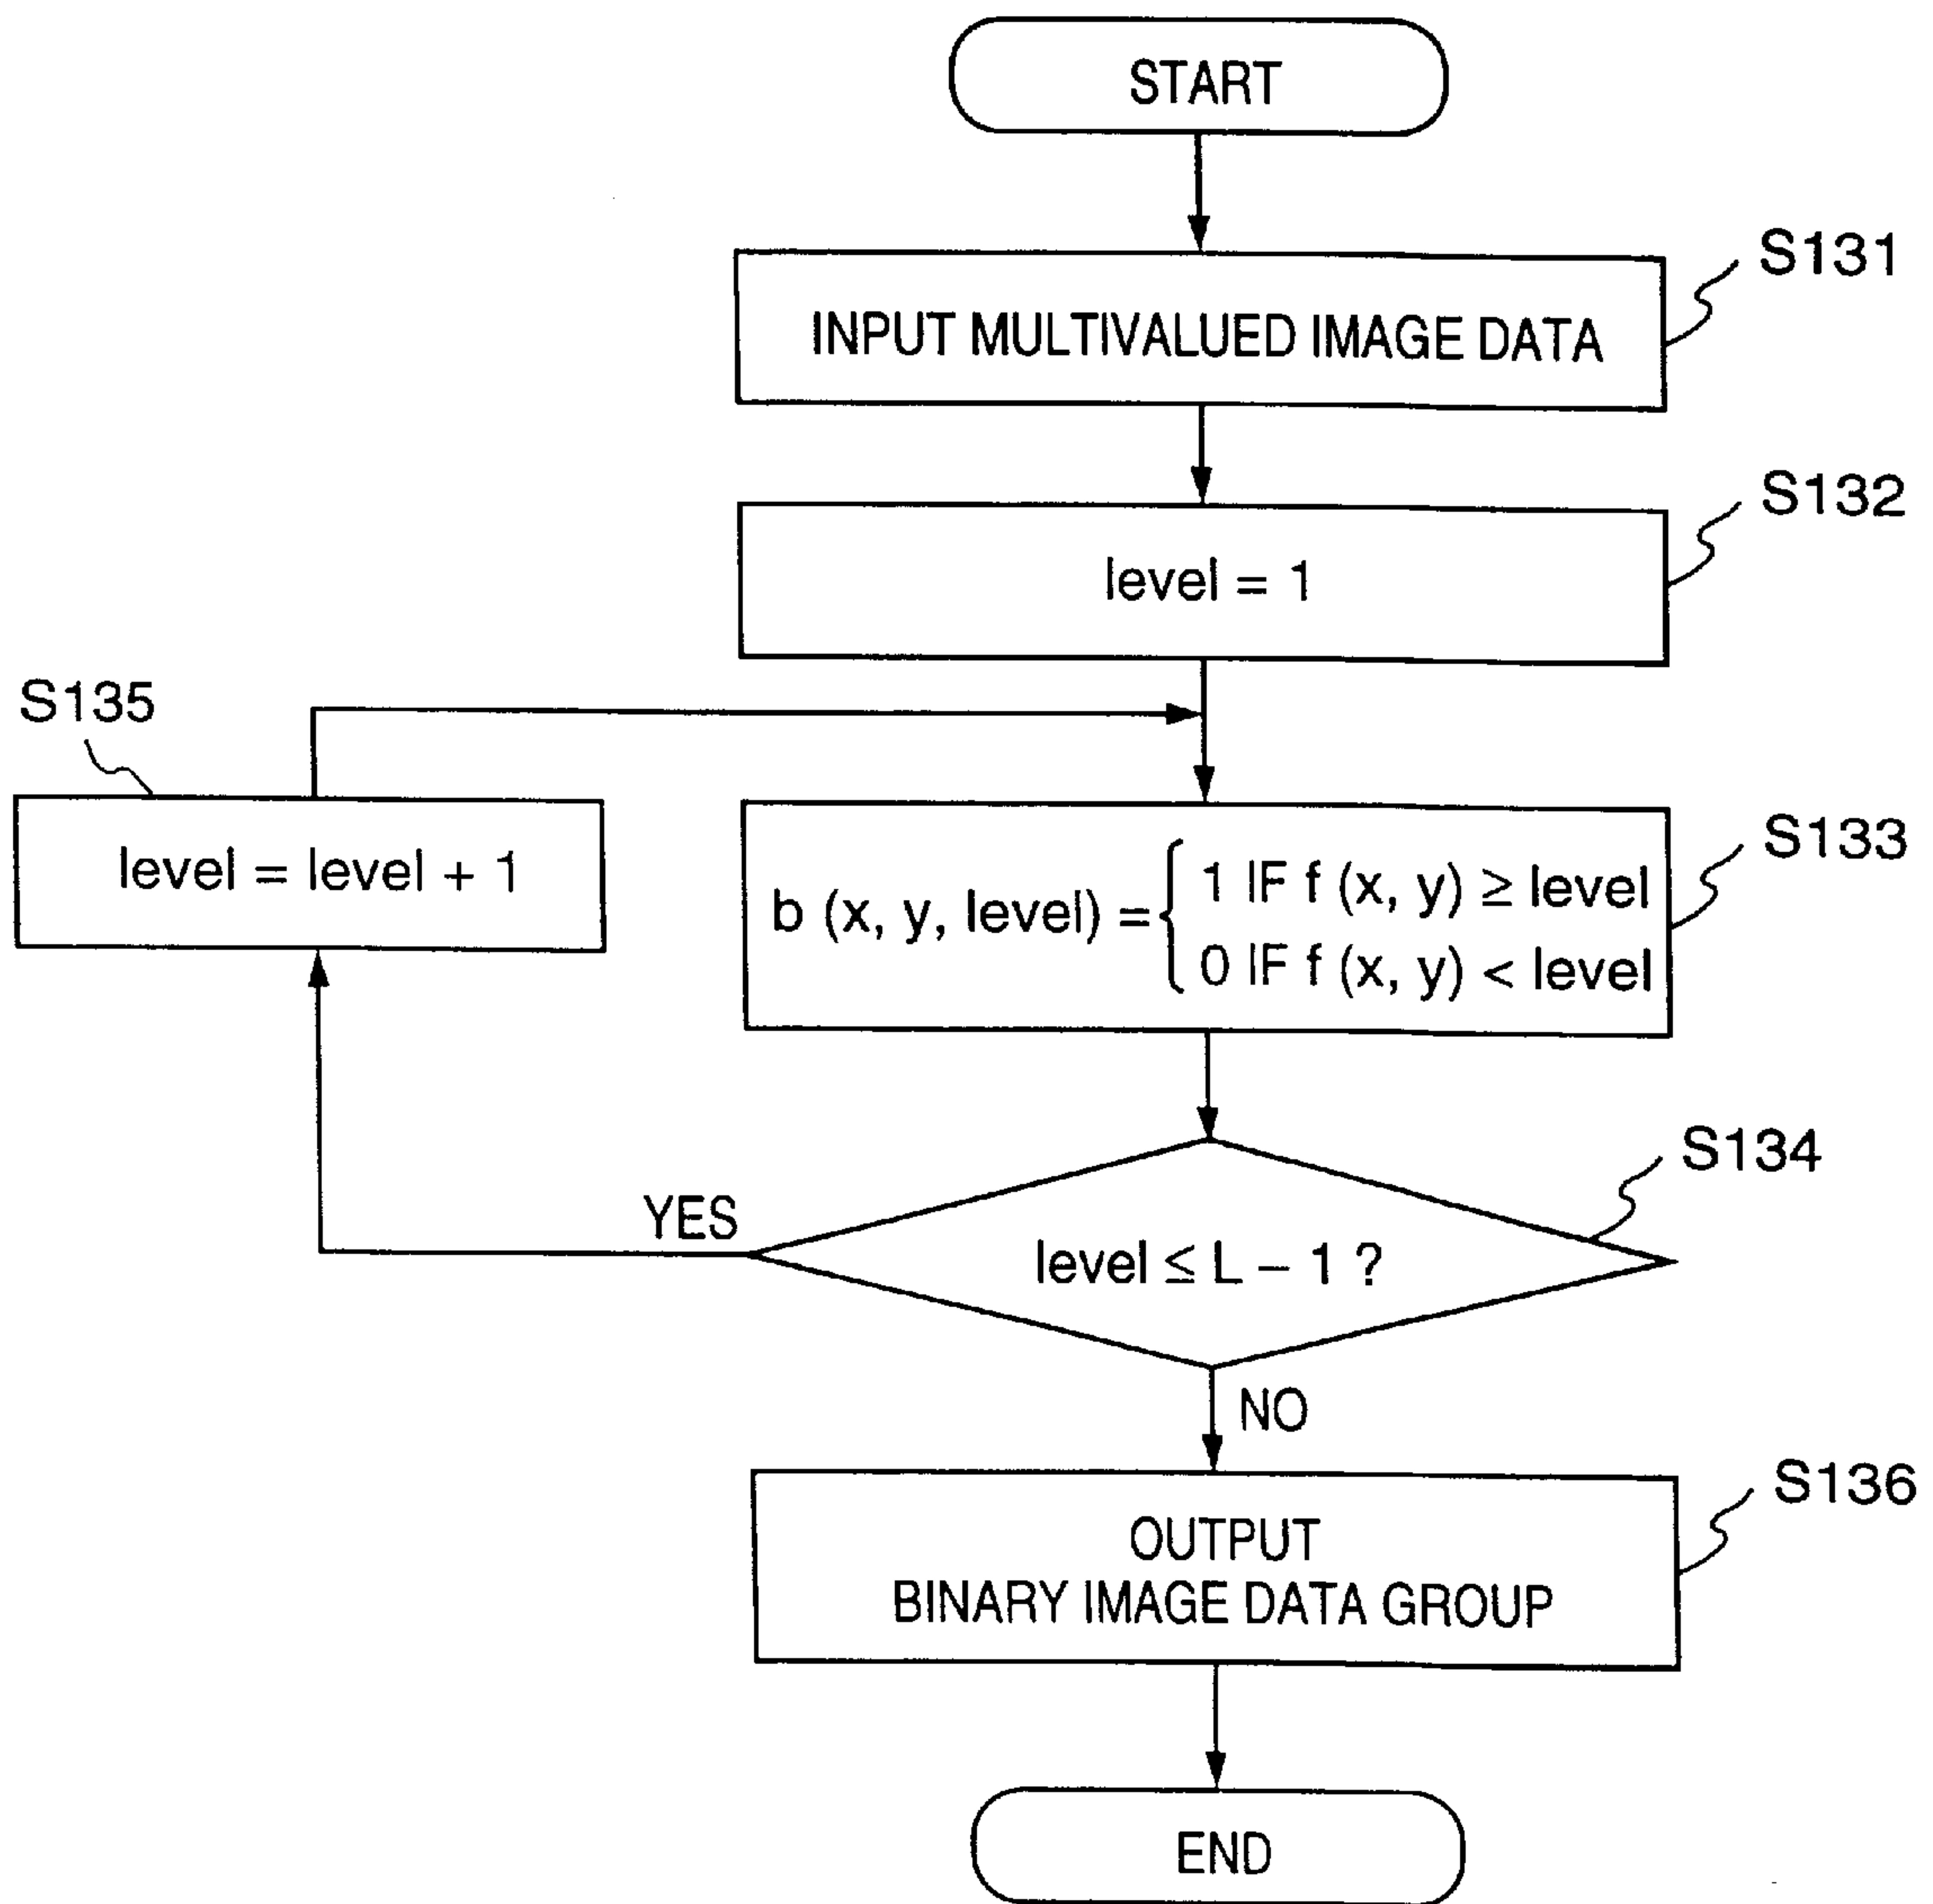 START
S131
INPUT MULTIVALUED IMAGE DATA
S132
level = 1
S135
level = level + 1
S133
b (x, y, level) = { 1 IF f (x, y) ≥ level
0 IF f (x, y) < level
S134
YES
level ≤ L – 1 ?
NO
S136
OUTPUT
BINARY IMAGE DATA GROUP
END